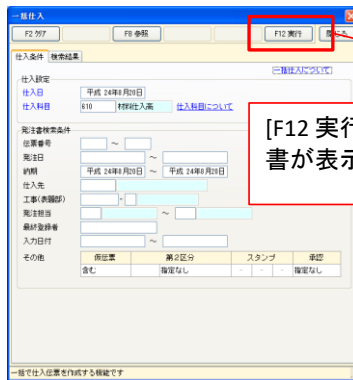 一括仕入
F2 クリア F8 参照 F12 実行 閉じる
仕入条件 検索結果
一括仕入について
仕入設定
仕入日 平成 24年8月20日
仕入科目 610 材料仕入高 仕入科目について
発注書検索条件
伝票番号 ～
発注日 ～
納期 平成 24年8月20日 ～ 平成 24年8月20日
仕入先
工事(表題部) -
発注担当 ～
最終登録者
入力日付 ～
その他 仮伝票 第2区分 スタンプ 承認
含む 指定なし - - - 指定なし
一括で仕入伝票を作成する機能です
[F12 実行
書が表示